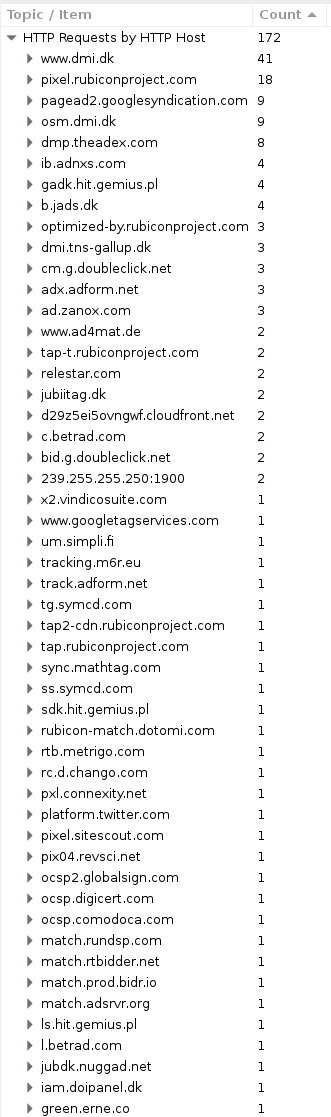 Topic / Item Count
HTTP Requests by HTTP Host 172
www.dmi.dk 41
pixel.rubiconproject.com 18
pagead2.googlesyndication.com 9
osm.dmi.dk 9
dmp.theadex.com 8
ib.adnxs.com 4
gadk.hit.gemius.pl 4
b.jads.dk 4
optimized-by.rubiconproject.com 3
dmi.tns-gallup.dk 3
cm.g.doubleclick.net 3
adx.adform.net 3
ad.zanox.com 3
www.ad4mat.de 2
tap-t.rubiconproject.com 2
relestar.com 2
jubiitag.dk 2
d29z5ei5ovngwf.cloudfront.net 2
c.betrad.com 2
bid.g.doubleclick.net 2
239.255.255.250:1900 2
x2.vindicosuite.com 1
www.googletagservices.com 1
um.simpli.fi 1
tracking.m6r.eu 1
track.adform.net 1
tg.symcd.com 1
tap2-cdn.rubiconproject.com 1
tap.rubiconproject.com 1
sync.mathtag.com 1
ss.symcd.com 1
sdk.hit.gemius.pl 1
rubicon-match.dotomi.com 1
rtb.metrigo.com 1
rc.d.chango.com 1
pxl.connexity.net 1
platform.twitter.com 1
pixel.sitescout.com 1
pix04.revsci.net 1
ocsp2.globalsign.com 1
ocsp.digicert.com 1
ocsp.comodoca.com 1
match.rundsp.com 1
match.rtbidder.net 1
match.prod.bidr.io 1
match.adsrvr.org 1
ls.hit.gemius.pl 1
l.betrad.com 1
jubdk.nuggad.net 1
iam.doipanel.dk 1
green.erne.co 1